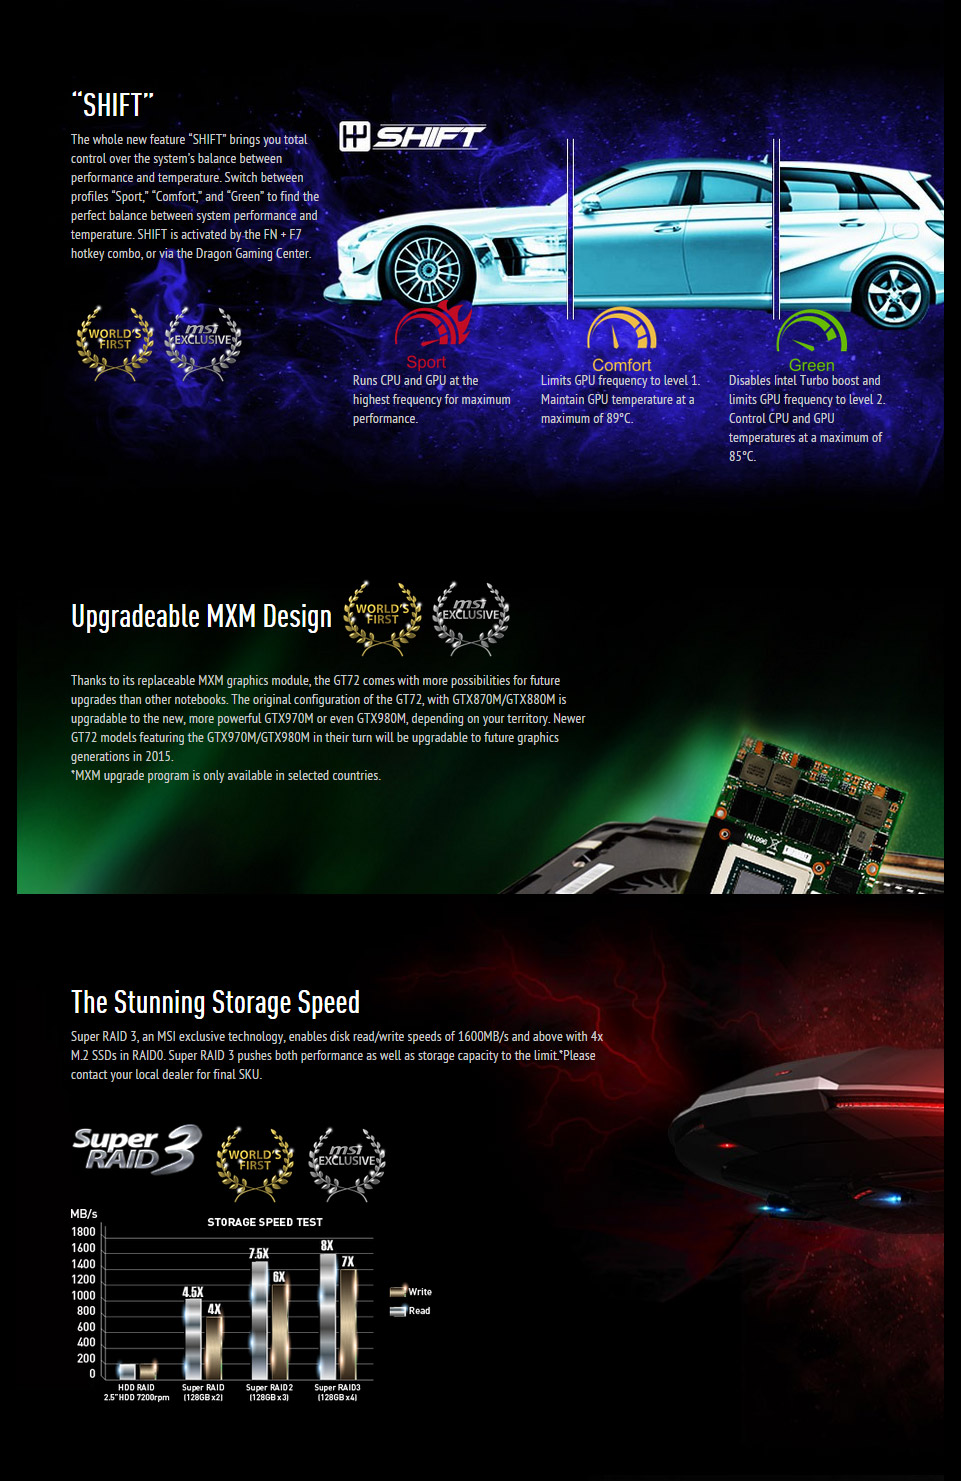 “SHIFT”
The whole new feature “SHIFT” brings you total
control over the system’s balance between
performance and temperature. Switch between
profiles “Sport,” “Comfort,” and “Green” to find the
perfect balance between system performance and
temperature. SHIFT is activated by the FN + F7
hotkey combo, or via the Dragon Gaming Center.
SHIFT
WORLD'S
FIRST
msi
EXCLUSIVE
Sport
Runs CPU and GPU at the
highest frequency for maximum
performance.
Comfort
Limits GPU frequency to level 1.
Maintain GPU temperature at a
maximum of 89°C.
Green
Disables Intel Turbo boost and
limits GPU frequency to level 2.
Control CPU and GPU
temperatures at a maximum of
85°C.
Upgradeable MXM Design
WORLD'S
FIRST
msi
EXCLUSIVE
Thanks to its replaceable MXM graphics module, the GT72 comes with more possibilities for future
upgrades than other notebooks. The original configuration of the GT72, with GTX870M/GTX880M is
upgradable to the new, more powerful GTX970M or even GTX980M, depending on your territory. Newer
GT72 models featuring the GTX970M/GTX980M in their turn will be upgradable to future graphics
generations in 2015.
*MXM upgrade program is only available in selected countries.
N1996
The Stunning Storage Speed
Super RAID 3, an MSI exclusive technology, enables disk read/write speeds of 1600MB/s and above with 4x
M.2 SSDs in RAID0. Super RAID 3 pushes both performance as well as storage capacity to the limit.*Please
contact your local dealer for final SKU.
Super RAID 3
WORLD'S
FIRST
msi
EXCLUSIVE
MB/s
STORAGE SPEED TEST
1800
1600
1400
1200
1000
800
600
400
200
0
4.5X
4X
7.5X
6X
8X
7X
Write
Read
HDD RAID
2.5"HDD 7200rpm
Super RAID
(128GB x2)
Super RAID2
(128GB x3)
Super RAID3
(128GB x4)